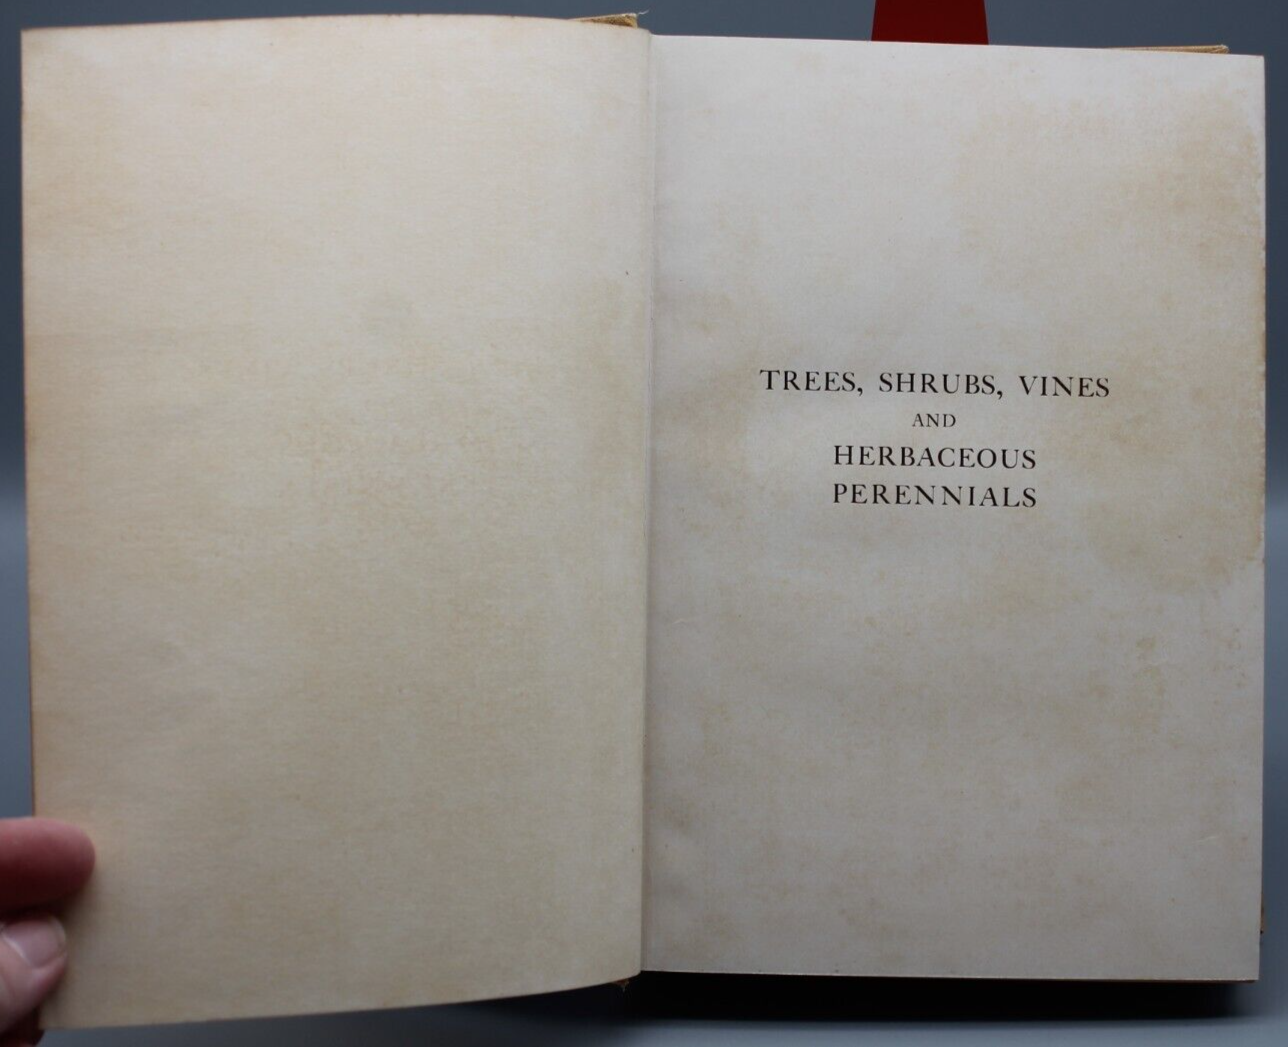 TREES, SHRUBS, VINES
AND
HERBACEOUS
PERENNIALS